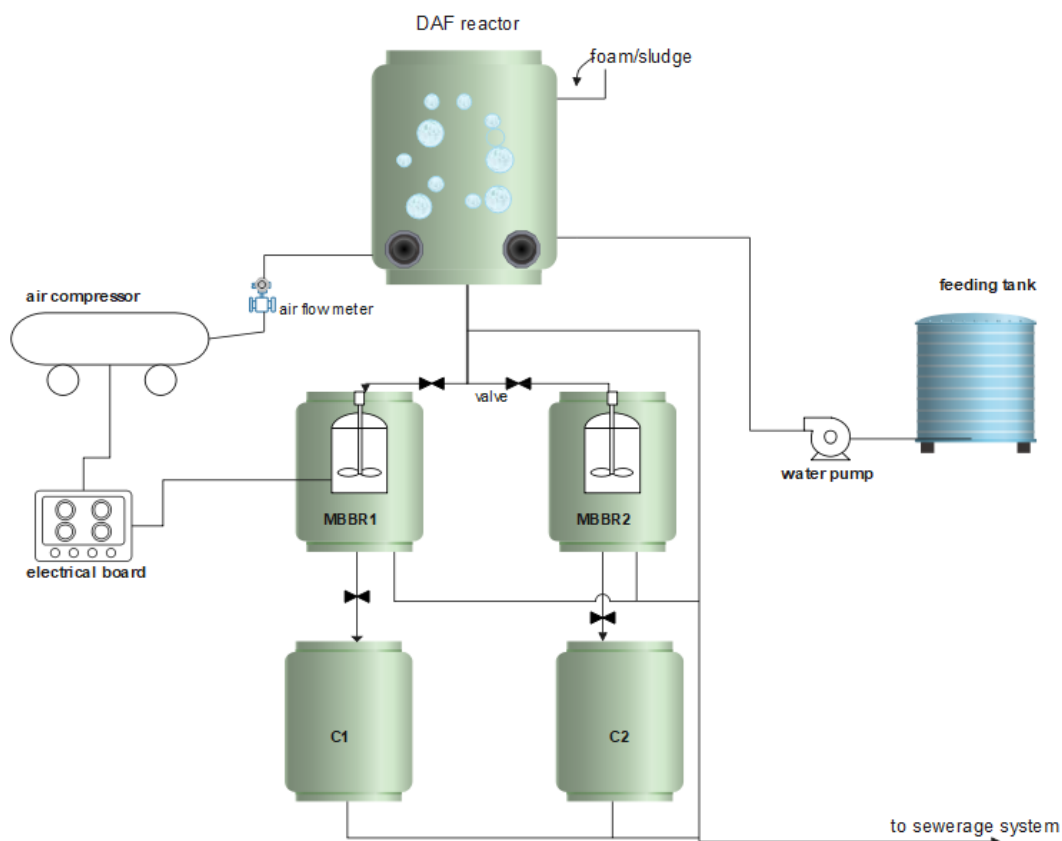 DAF reactor
foam/sludge
air compressor
air flow meter
feeding tank
valve
water pump
MBBR1
MBBR2
electrical board
C1
C2
to sewerage system